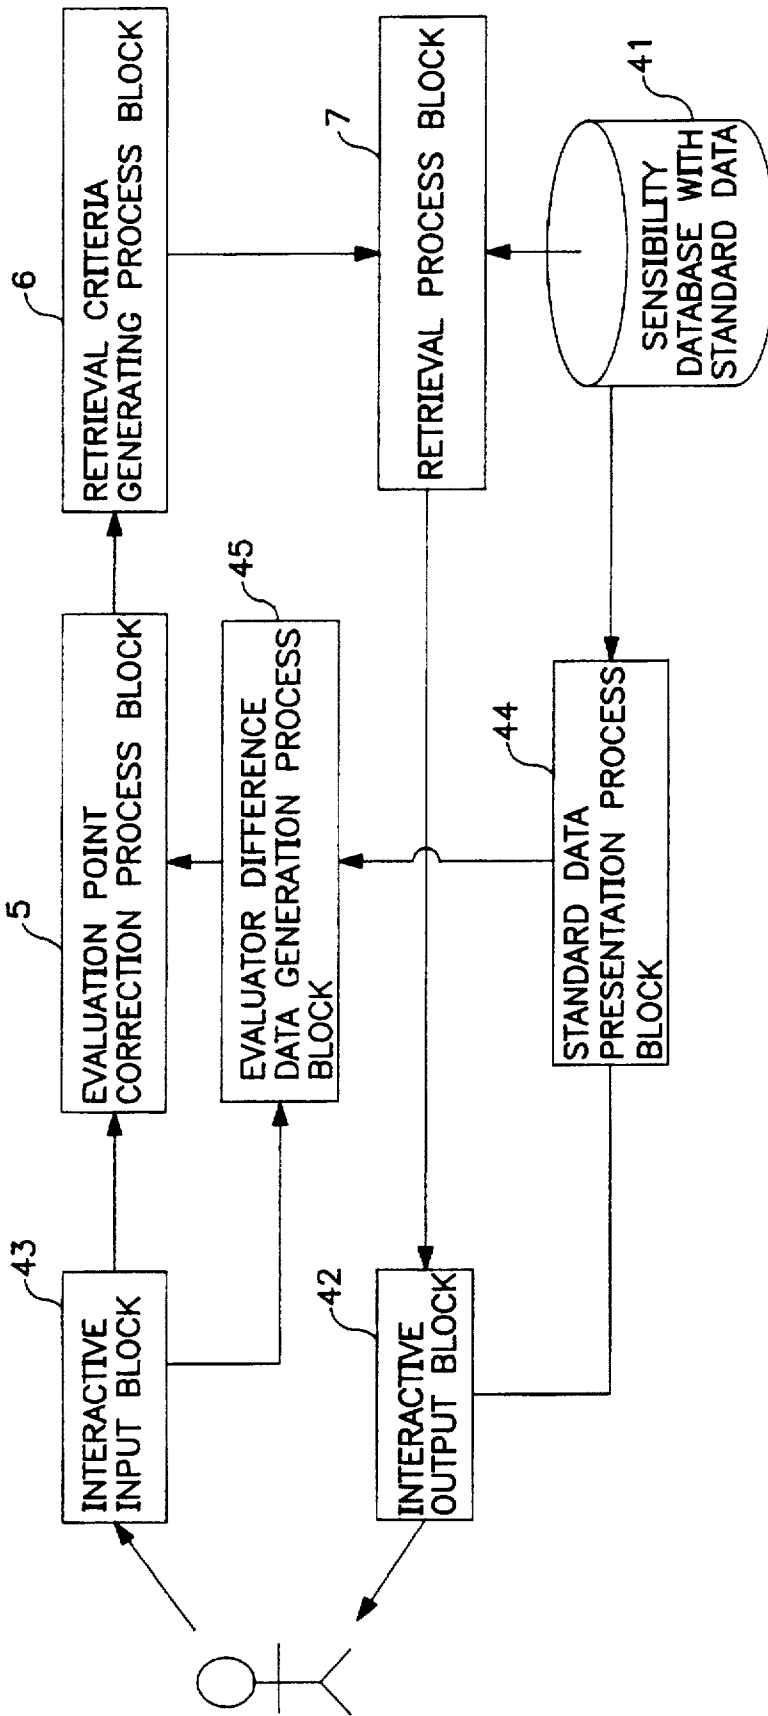 43
INTERACTIVE
INPUT BLOCK
5
EVALUATION POINT
CORRECTION PROCESS BLOCK
6
RETRIEVAL CRITERIA
GENERATING PROCESS BLOCK
45
EVALUATOR DIFFERENCE
DATA GENERATION PROCESS
BLOCK
42
INTERACTIVE
OUTPUT BLOCK
7
RETRIEVAL PROCESS BLOCK
44
STANDARD DATA
PRESENTATION PROCESS
BLOCK
41
SENSIBILITY
DATABASE WITH
STANDARD DATA